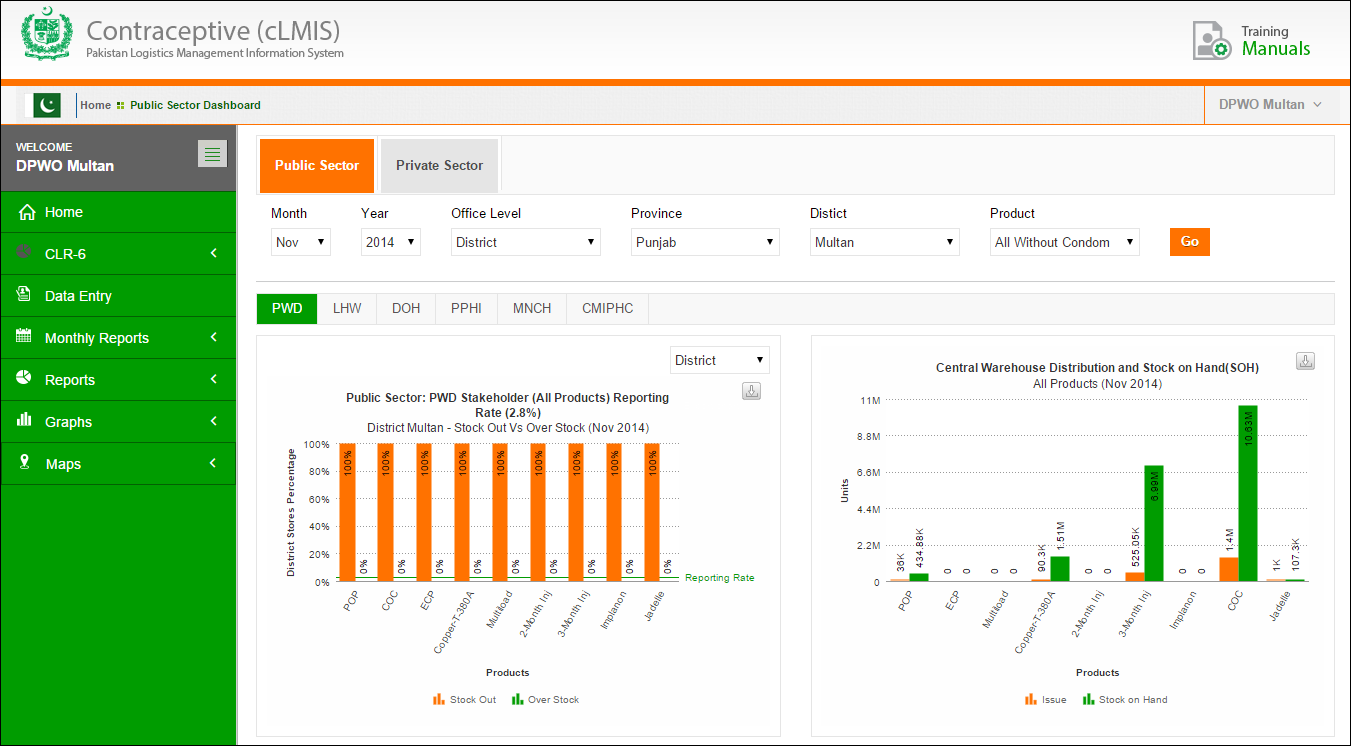 Contraceptive (cLMIS)
Pakistan Logistics Management Information System
Training
Manuals
Home Public Sector Dashboard
DPWO Multan
WELCOME
DPWO Multan
Home
CLR-6
Data Entry
Monthly Reports
Reports
Graphs
Maps
Public Sector Private Sector
Month Year Office Level Province Distict Product
Nov 2014 District Punjab Multan All Without Condom Go
PWD LHW DOH PPHI MNCH CMIPHC
District
Public Sector: PWD Stakeholder (All Products) Reporting
Rate (2.8%)
District Multan - Stock Out Vs Over Stock (Nov 2014)
District Stores Percentage
100%
80%
60%
40%
20%
0%
100% 0% 100% 0% 100% 0% 100% 0% 100% 0% 100% 0% 100% 0% 100% 0% 100% 0%
Reporting Rate
POP COC ECP Copper-T-380A Multiload 2-Month Inj 3-Month Inj Implanon Jadelle
Products
Stock Out Over Stock
Central Warehouse Distribution and Stock on Hand(SOH)
All Products (Nov 2014)
Units
11M
8.8M
6.6M
4.4M
2.2M
0
36K 434.88K 0 0 0 0 90.3K 1.51M 0 0 525.05K 6.99M 0 0 1.4M 10.63M 1K 107.3K
POP ECP Multiload Copper-T-380A 2-Month Inj 3-Month Inj Implanon COC Jadelle
Products
Issue Stock on Hand